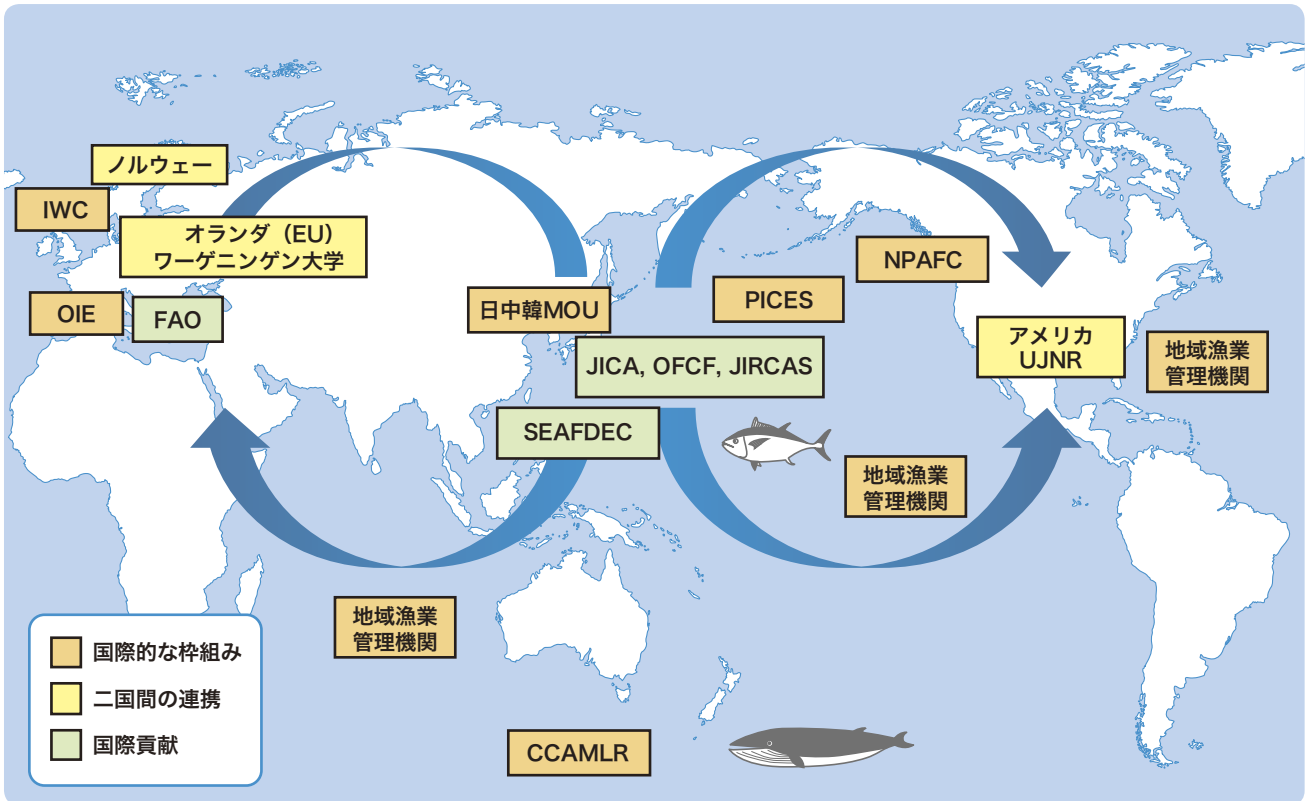 ノルウェー
IWC
オランダ（EU）
ワーゲニンゲン大学
OIE
FAO
日中韓MOU
PICES
NPAFC
JICA, OFCF, JIRCAS
アメリカ
UJNR
地域漁業
管理機関
SEAFDEC
地域漁業
管理機関
地域漁業
管理機関
CCAMLR
国際的な枠組み
二国間の連携
国際貢献